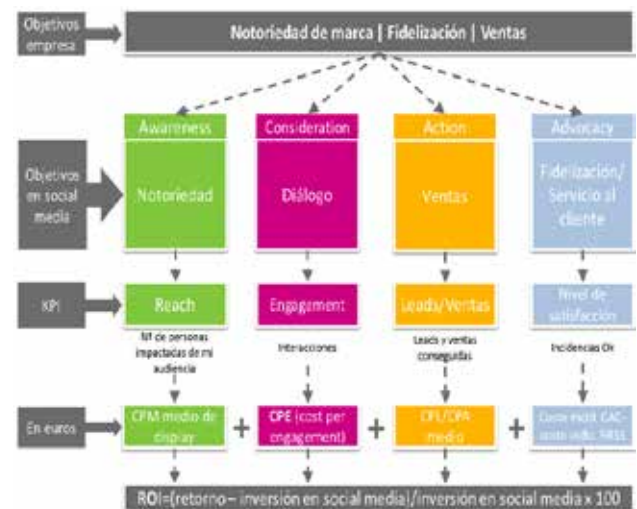 Objetivos
empresa
Notoriedad de marca | Fidelización | Ventas
Awareness
Consideration
Action
Advocacy
Objetivos
en social
media
Notoriedad
Diálogo
Ventas
Fidelización/
Servicio al
cliente
KPI
Reach
Engagement
Leads/Ventas
Nivel de
satisfacción
Nº de personas
impactadas de mi
audiencia
Interacciones
Leads y ventas
conseguidas
Incidencias Ok
En euros
CPM medio de
display
+
CPE (cost per
engagement)
+
CPL/CPA
medio
+
ROI=(retorno – inversión en social media)/inversión en social media x 100